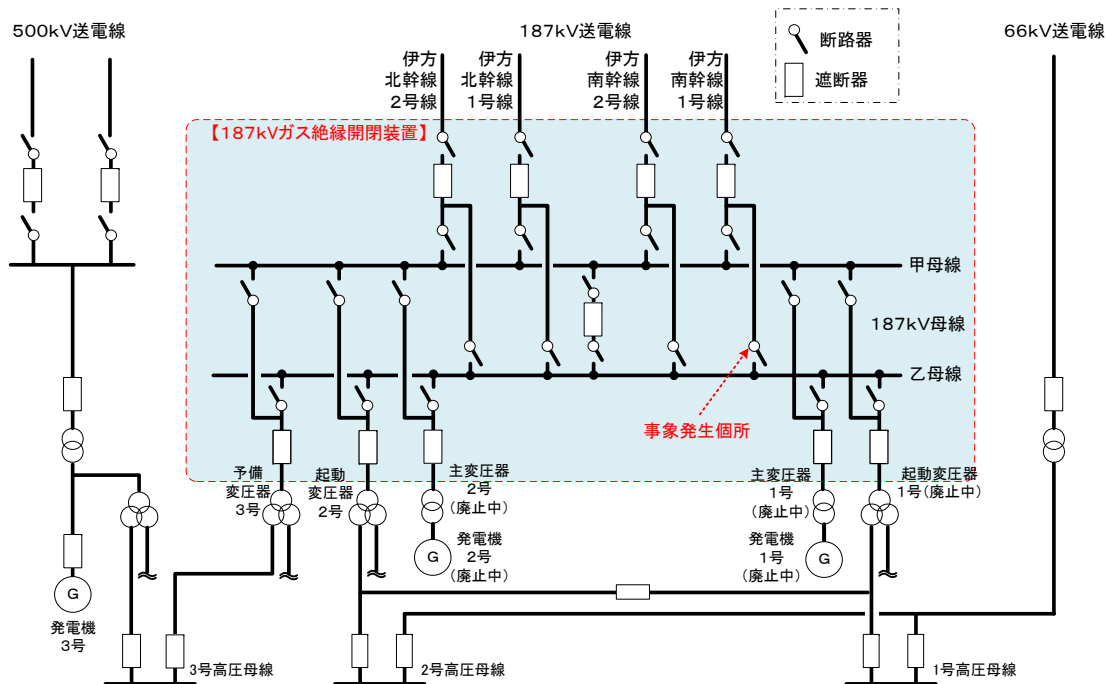 500kV送電線
187kV送電線
66kV送電線
断路器
遮断器
伊方
北幹線
2号線
伊方
北幹線
1号線
伊方
南幹線
2号線
伊方
南幹線
1号線
【187kVガス絶縁開閉装置】
甲母線
187kV母線
乙母線
事象発生個所
予備
変圧器
3号
起動
変圧器
2号
主変圧器
2号
(廃止中)
主変圧器
1号
(廃止中)
起動変圧器
1号(廃止中)
G
発電機
2号
(廃止中)
発電機
1号
(廃止中)
G
G
発電機
3号
3号高圧母線
2号高圧母線
1号高圧母線